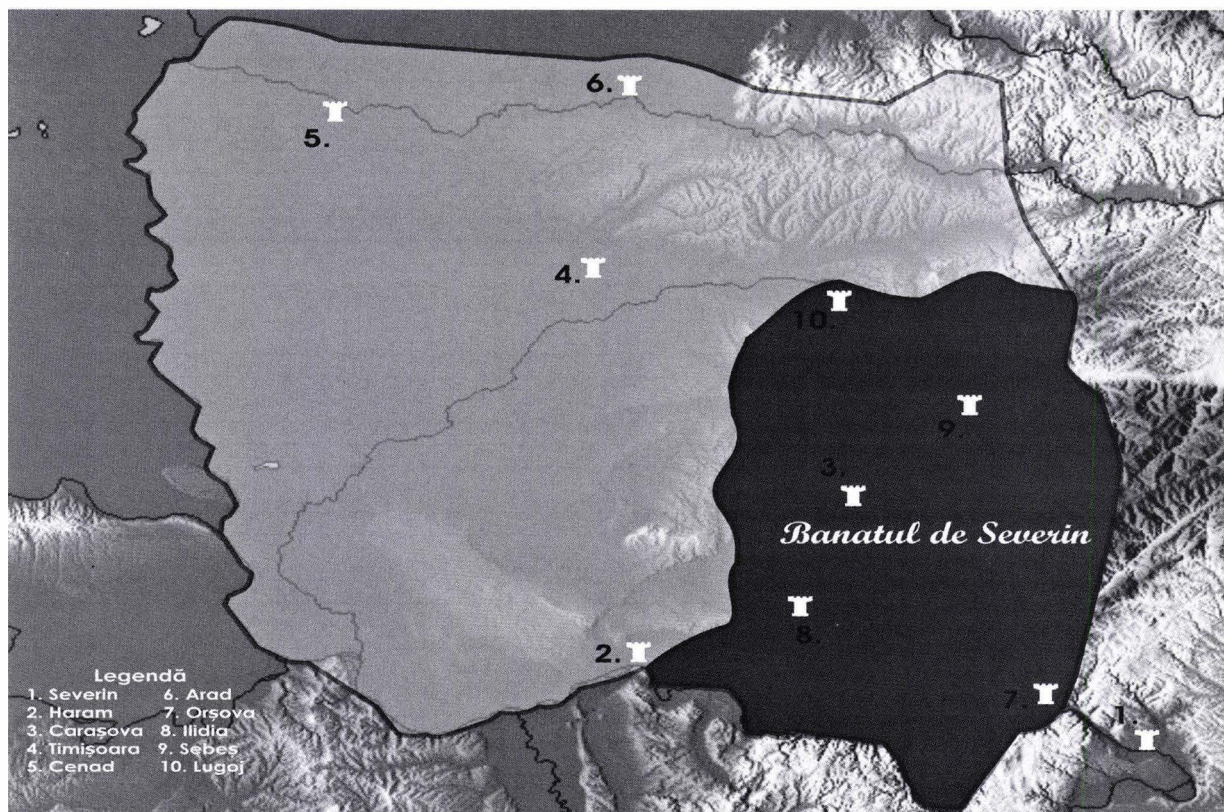 6.
5.
4.
10.
9.
3.
Banatul de Severin
8.
2.
7.
1.
Legendă
1. Severin 6. Arad
2. Haram 7. Orșova
3. Carașova 8. Ilidia
4. Timișoara 9. Sebeș
5. Cenad 10. Lugoj